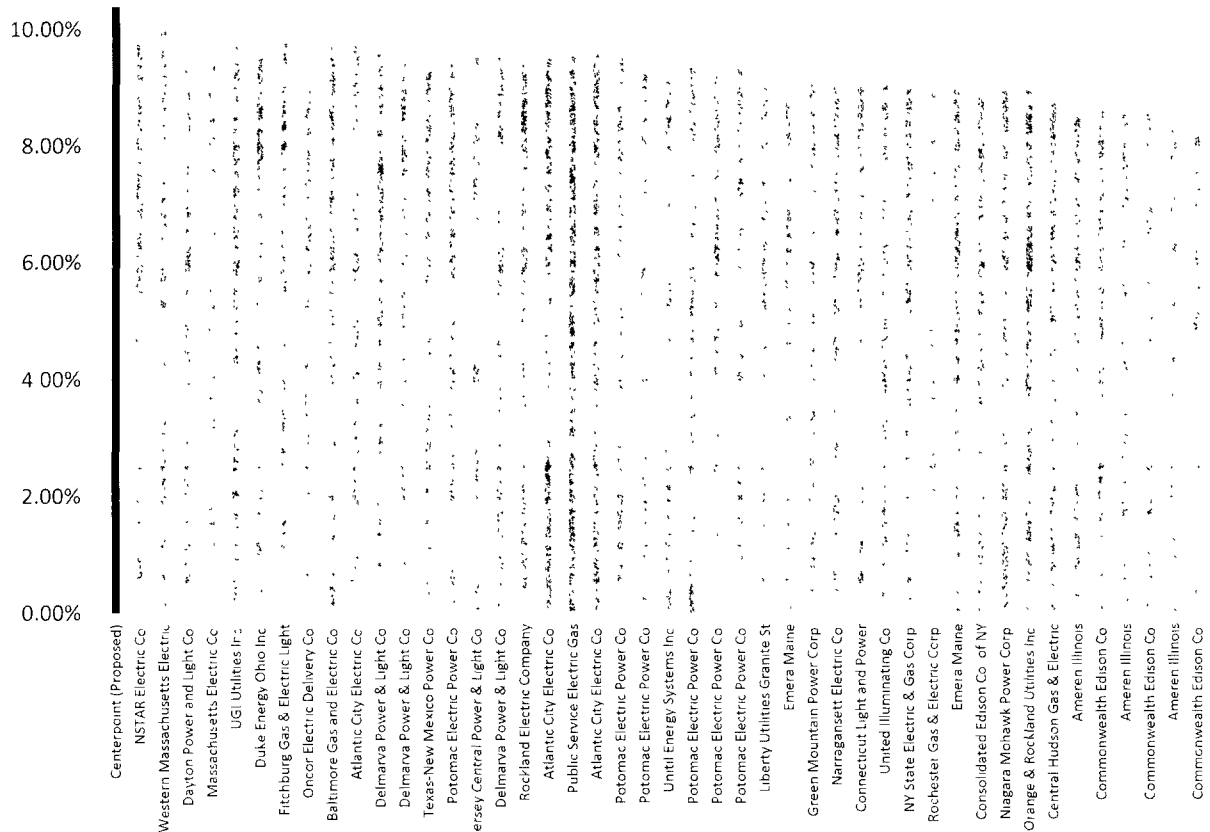 10.00%
8.00%
6.00%
4.00%
2.00%
0.00%
Centerpoint (Proposed)
NSTAR Electric Co
Western Massachusetts Electric
Dayton Power and Light Co
Massachusetts Electric Co
UGI Utilities Inc
Duke Energy Ohio Inc
Fitchburg Gas & Electric Light
Oncor Electric Delivery Co
Baltimore Gas and Electric Co
Atlantic City Electric Co
Delmarva Power & Light Co
Delmarva Power & Light Co
Texas-New Mexico Power Co
Potomac Electric Power Co
ersey Central Power & Light Co
Delmarva Power & Light Co
Rockland Electric Company
Atlantic City Electric Co
Public Service Electric Gas
Atlantic City Electric Co
Potomac Electric Power Co
Potomac Electric Power Co
Unitil Energy Systems Inc
Potomac Electric Power Co
Potomac Electric Power Co
Potomac Electric Power Co
Liberty Utilities Granite St
Emera Maine
Green Mountain Power Corp
Narragansett Electric Co
Connecticut Light and Power
United Illuminating Co
NY State Electric & Gas Corp
Rochester Gas & Electric Corp
Emera Maine
Consolidated Edison Co of NY
Niagara Mohawk Power Corp
Orange & Rockland Utlities Inc
Central Hudson Gas & Electric
Ameren Illinois
Commonwealth Edison Co
Ameren Illinois
Commonwealth Edison Co
Ameren Illinois
Commonwealth Edison Co